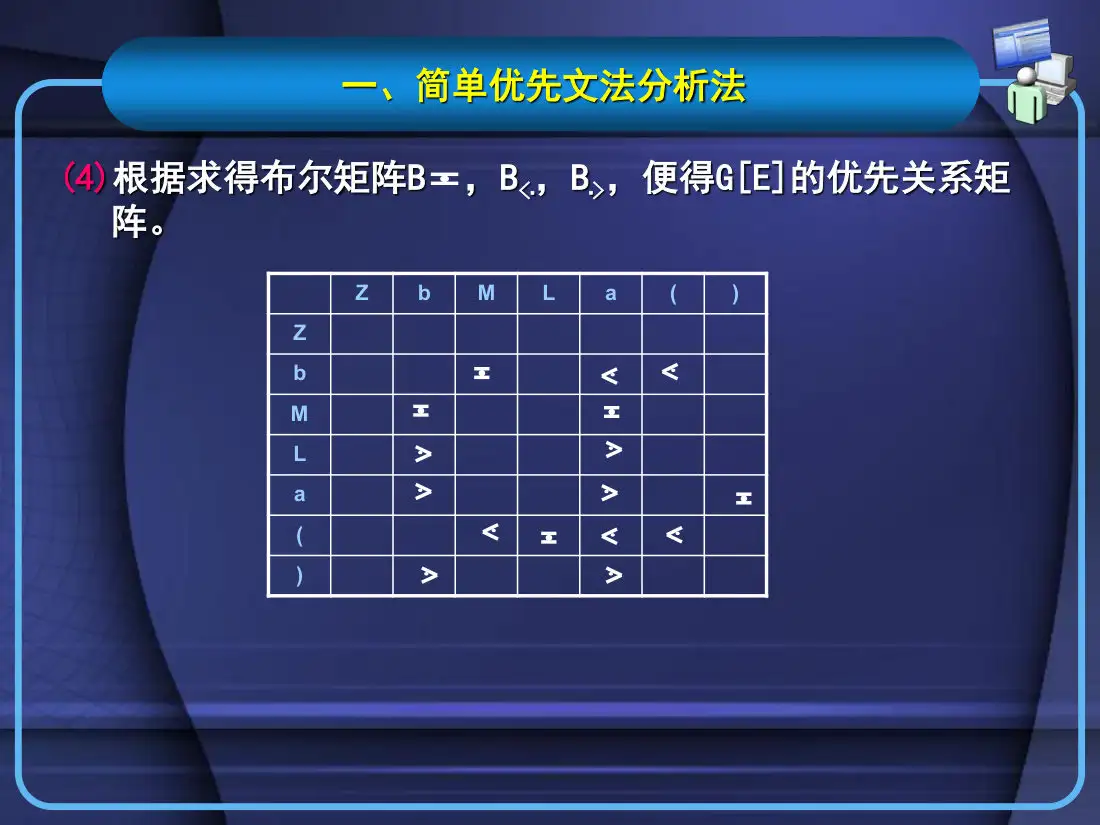 一、简单优先文法分析法
(4)根据求得布尔矩阵B≐，B⋖，B⋗，便得G[E]的优先关系矩
阵。
Z b M L a ( )
Z
b ≐ ⋖ ⋖
M ≐ ≐
L ⋗ ⋗
a ⋗ ⋗ ≐
( ⋖ ≐ ⋖ ⋖
) ⋗ ⋗